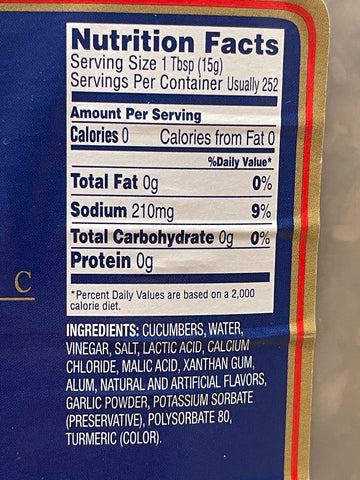 Nutrition Facts
Serving Size 1 Tbsp (15g)
Servings Per Container Usually 252
Amount Per Serving
Calories 0 Calories from Fat 0
%Daily Value*
Total Fat 0g 0%
Sodium 210mg 9%
Total Carbohydrate 0g 0%
Protein 0g
*Percent Daily Values are based on a 2,000
calorie diet.
C
INGREDIENTS: CUCUMBERS, WATER,
VINEGAR, SALT, LACTIC ACID, CALCIUM
CHLORIDE, MALIC ACID, XANTHAN GUM,
ALUM, NATURAL AND ARTIFICIAL FLAVORS,
GARLIC POWDER, POTASSIUM SORBATE
(PRESERVATIVE), POLYSORBATE 80,
TURMERIC (COLOR).